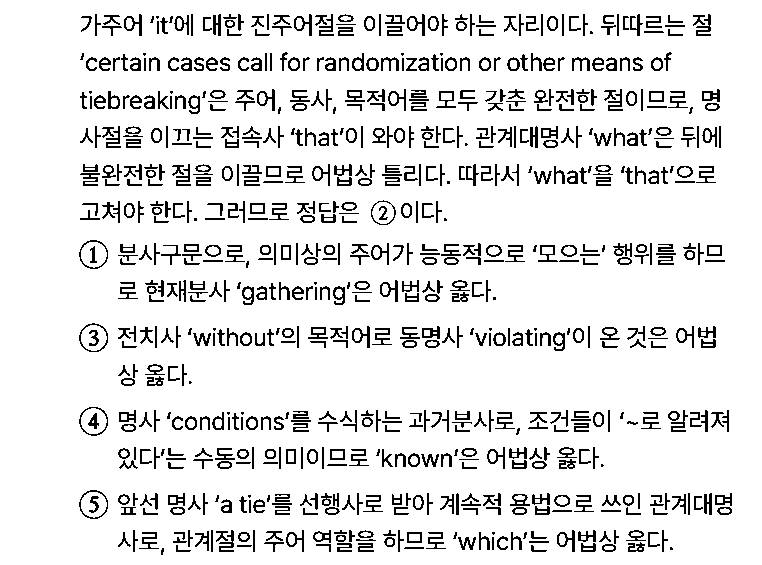 가주어 ‘it’에 대한 진주어절을 이끌어야 하는 자리이다. 뒤따르는 절
‘certain cases call for randomization or other means of
tiebreaking’은 주어, 동사, 목적어를 모두 갖춘 완전한 절이므로, 명
사절을 이끄는 접속사 ‘that’이 와야 한다. 관계대명사 ‘what’은 뒤에
불완전한 절을 이끌므로 어법상 틀리다. 따라서 ‘what’을 ‘that’으로
고쳐야 한다. 그러므로 정답은 ②이다.
① 분사구문으로, 의미상의 주어가 능동적으로 ‘모으는’ 행위를 하므
로 현재분사 ‘gathering’은 어법상 옳다.
③ 전치사 ‘without’의 목적어로 동명사 ‘violating’이 온 것은 어법
상 옳다.
④ 명사 ‘conditions’를 수식하는 과거분사로, 조건들이 ‘~로 알려져
있다’는 수동의 의미이므로 ‘known’은 어법상 옳다.
⑤ 앞선 명사 ‘a tie’를 선행사로 받아 계속적 용법으로 쓰인 관계대명
사로, 관계절의 주어 역할을 하므로 ‘which’는 어법상 옳다.